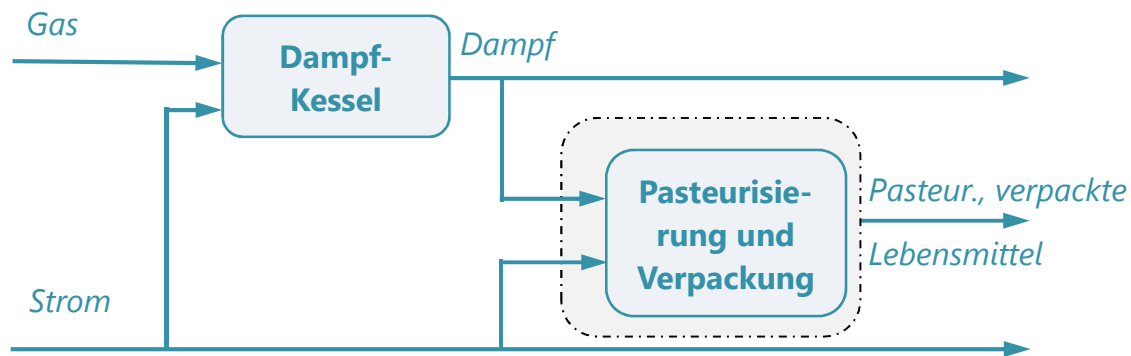 Gas
Dampf-
Kessel
Dampf
Pasteurisie-
rung und
Verpackung
Pasteur., verpackte
Lebensmittel
Strom